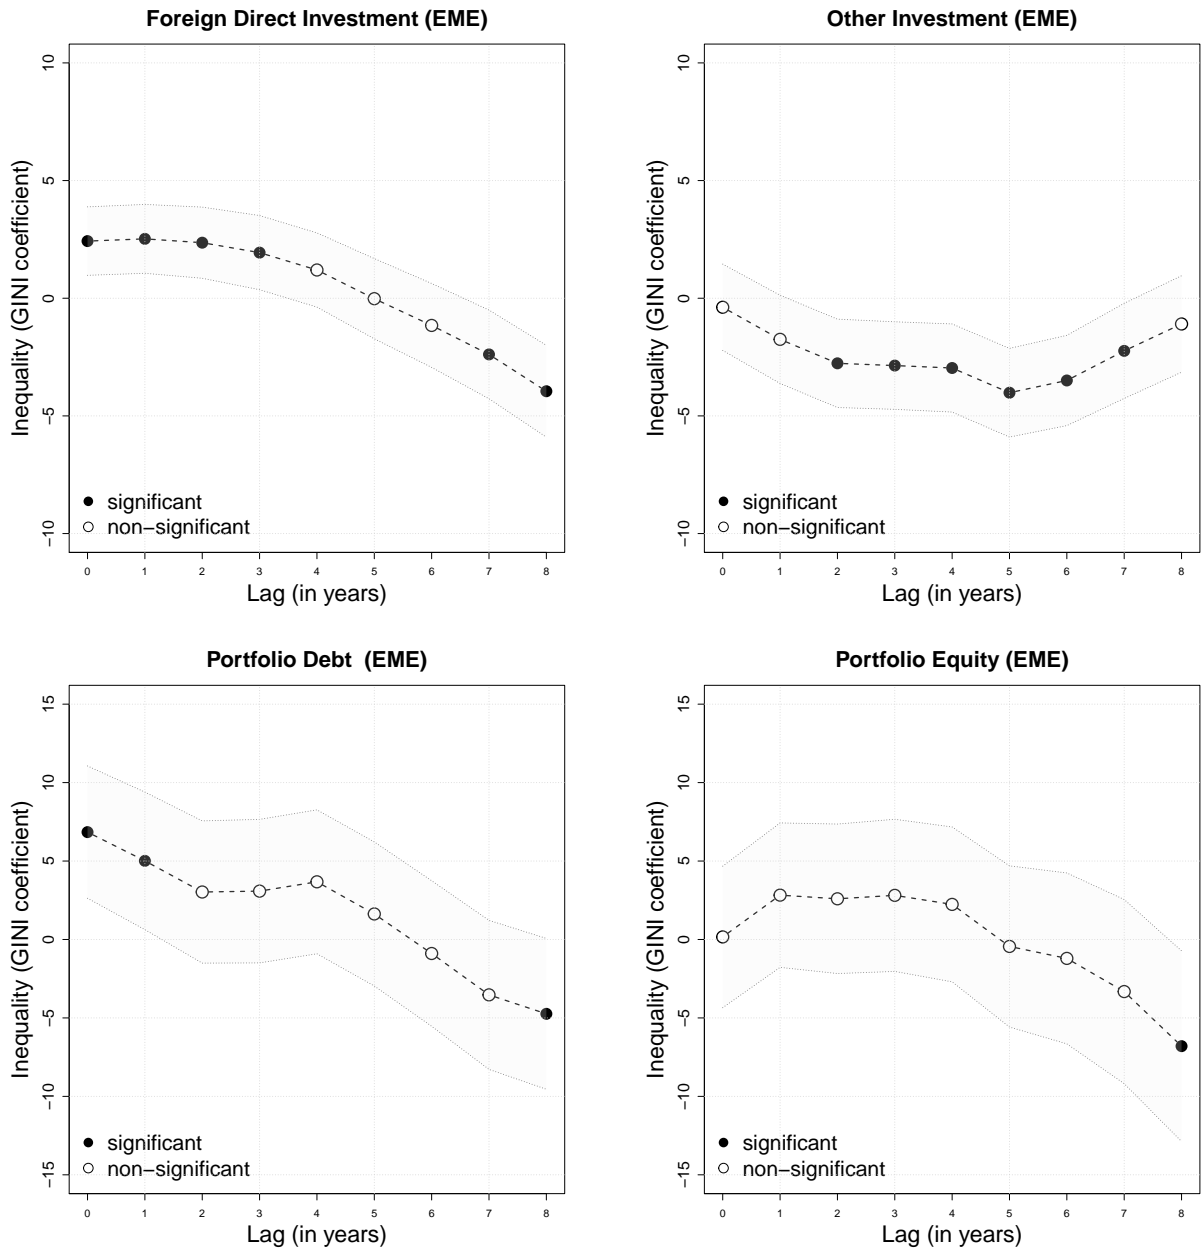 Foreign Direct Investment (EME)
Inequality (GINI coefficient)
10
5
0
−5
−10
significant
non−significant
0 1 2 3 4 5 6 7 8
Lag (in years)
Other Investment (EME)
Inequality (GINI coefficient)
10
5
0
−5
−10
significant
non−significant
0 1 2 3 4 5 6 7 8
Lag (in years)
Portfolio Debt (EME)
Inequality (GINI coefficient)
15
10
5
0
−5
−10
−15
significant
non−significant
0 1 2 3 4 5 6 7 8
Lag (in years)
Portfolio Equity (EME)
Inequality (GINI coefficient)
15
10
5
0
−5
−10
−15
significant
non−significant
0 1 2 3 4 5 6 7 8
Lag (in years)